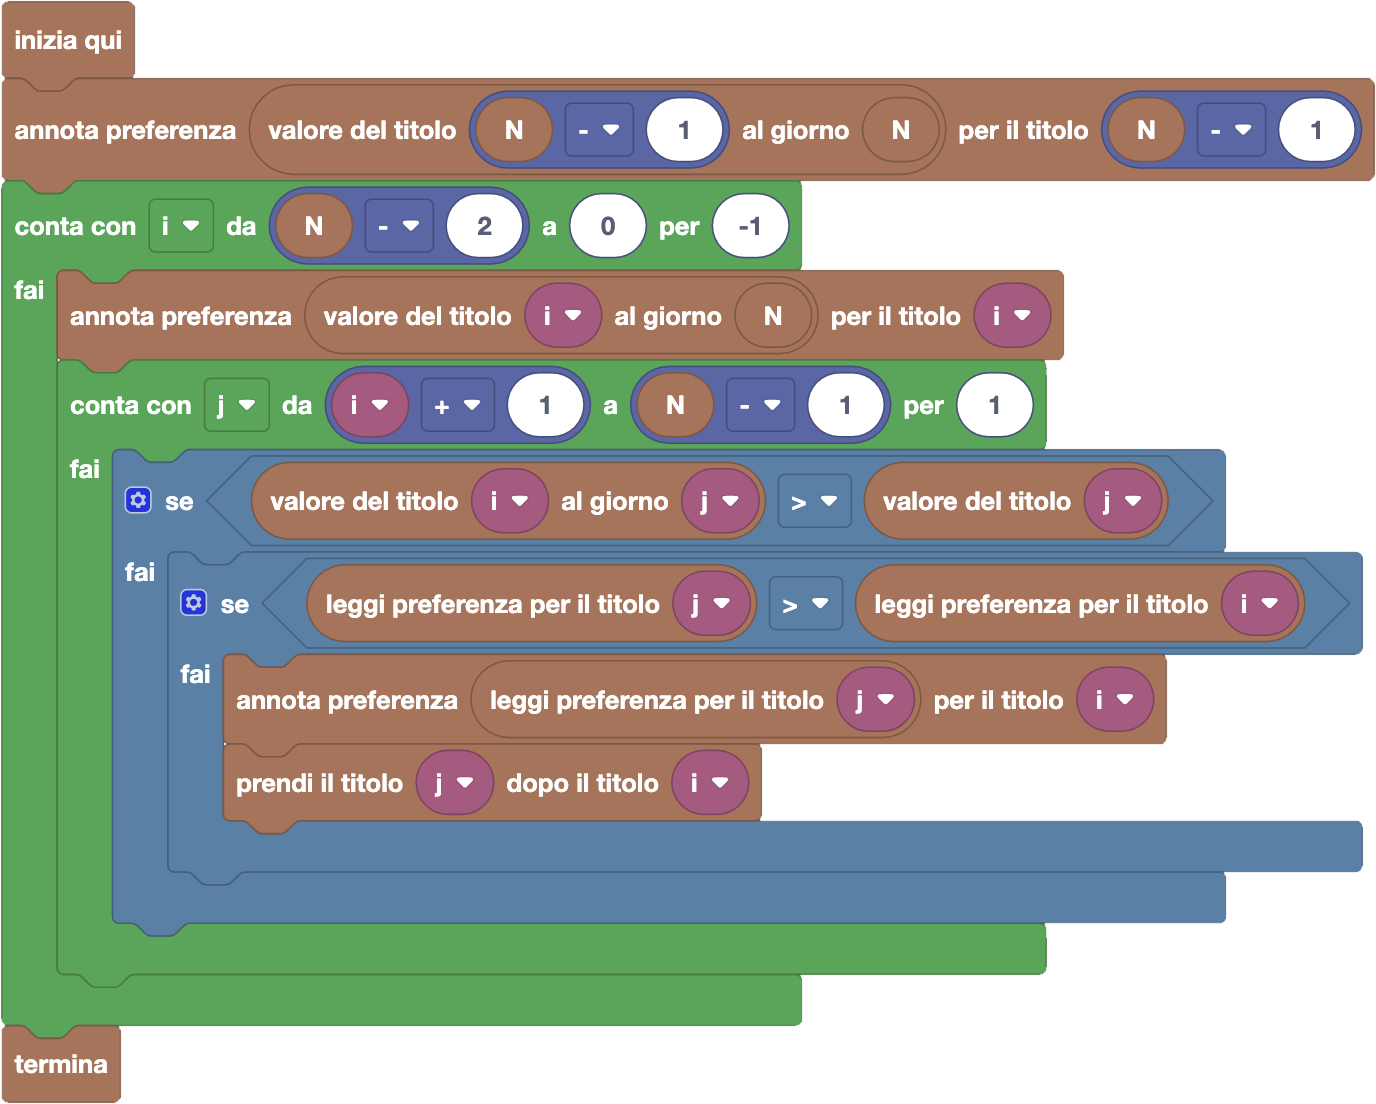 inizia qui
annota preferenza valore del titolo N - 1 al giorno N per il titolo N - 1
conta con i da N - 2 a 0 per -1
fai
annota preferenza valore del titolo i al giorno N per il titolo i
conta con j da i + 1 a N - 1 per 1
fai
se valore del titolo i al giorno j > valore del titolo j
fai
se leggi preferenza per il titolo j > leggi preferenza per il titolo i
fai
annota preferenza leggi preferenza per il titolo j per il titolo i
prendi il titolo j dopo il titolo i
termina